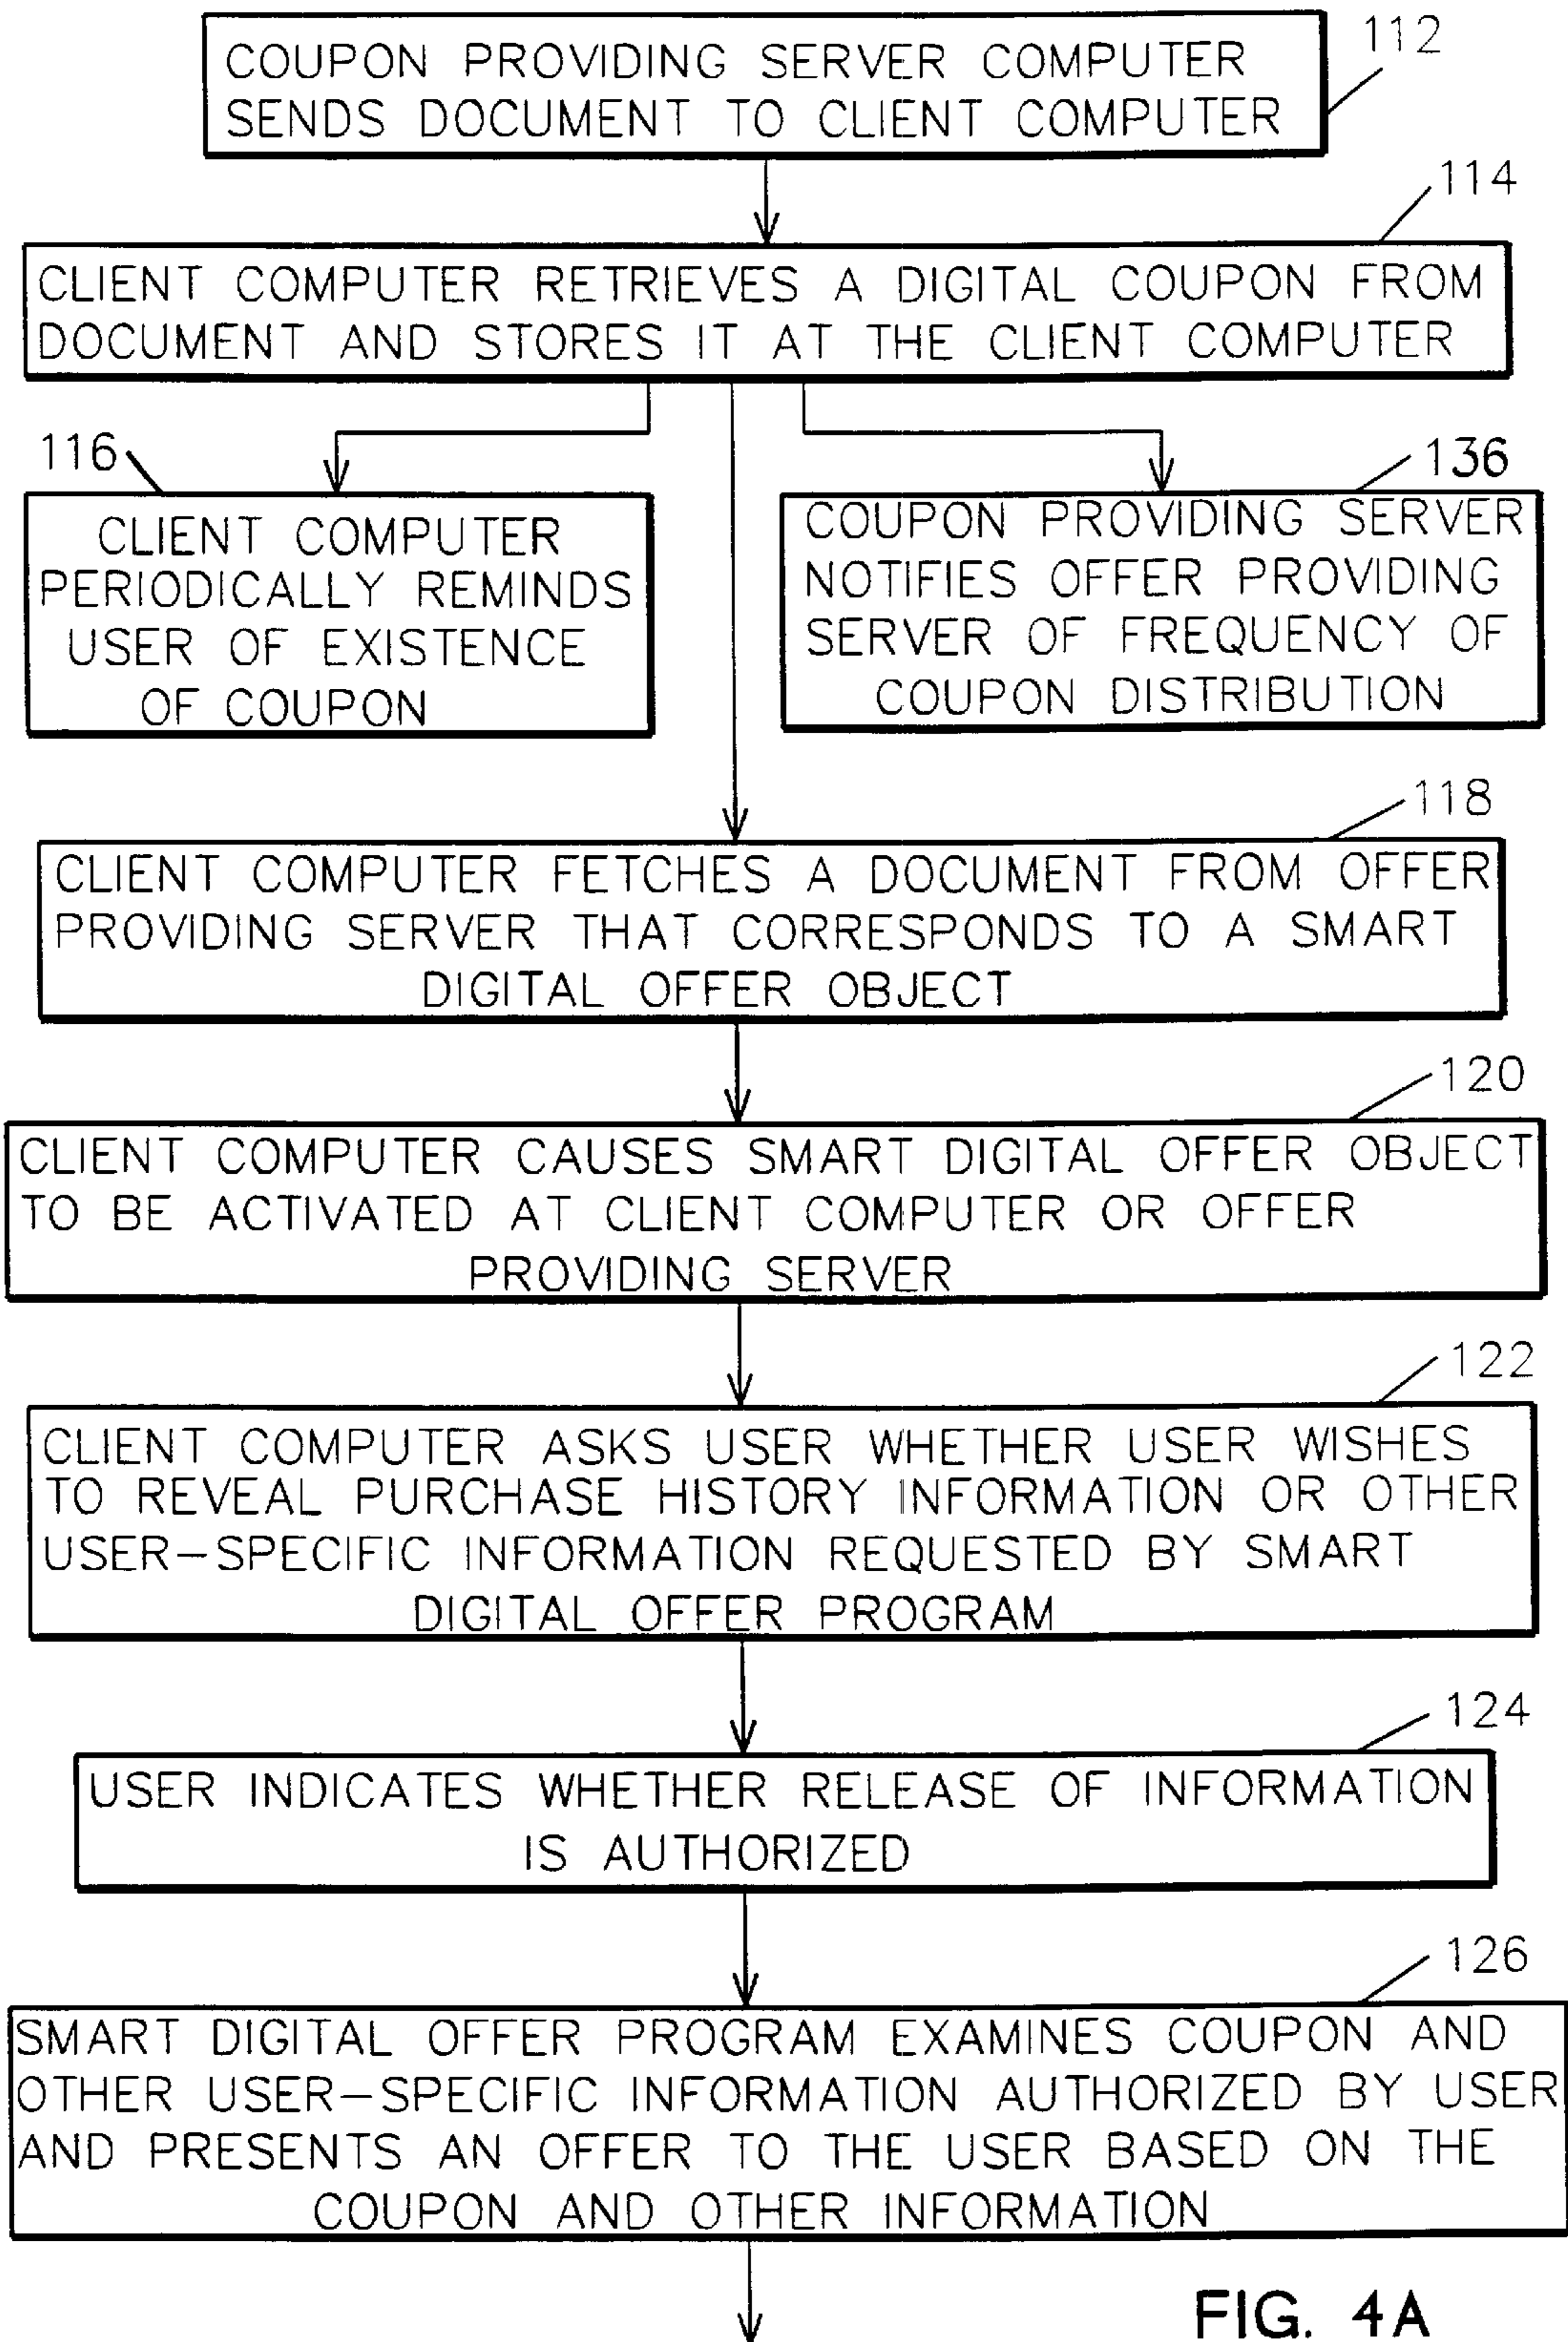 112
COUPON PROVIDING SERVER COMPUTER
SENDS DOCUMENT TO CLIENT COMPUTER
114
CLIENT COMPUTER RETRIEVES A DIGITAL COUPON FROM
DOCUMENT AND STORES IT AT THE CLIENT COMPUTER
116
CLIENT COMPUTER
PERIODICALLY REMINDS
USER OF EXISTENCE
OF COUPON
136
COUPON PROVIDING SERVER
NOTIFIES OFFER PROVIDING
SERVER OF FREQUENCY OF
COUPON DISTRIBUTION
118
CLIENT COMPUTER FETCHES A DOCUMENT FROM OFFER
PROVIDING SERVER THAT CORRESPONDS TO A SMART
DIGITAL OFFER OBJECT
120
CLIENT COMPUTER CAUSES SMART DIGITAL OFFER OBJECT
TO BE ACTIVATED AT CLIENT COMPUTER OR OFFER
PROVIDING SERVER
122
CLIENT COMPUTER ASKS USER WHETHER USER WISHES
TO REVEAL PURCHASE HISTORY INFORMATION OR OTHER
USER-SPECIFIC INFORMATION REQUESTED BY SMART
DIGITAL OFFER PROGRAM
124
USER INDICATES WHETHER RELEASE OF INFORMATION
IS AUTHORIZED
126
SMART DIGITAL OFFER PROGRAM EXAMINES COUPON AND
OTHER USER-SPECIFIC INFORMATION AUTHORIZED BY USER
AND PRESENTS AN OFFER TO THE USER BASED ON THE
COUPON AND OTHER INFORMATION
FIG. 4A